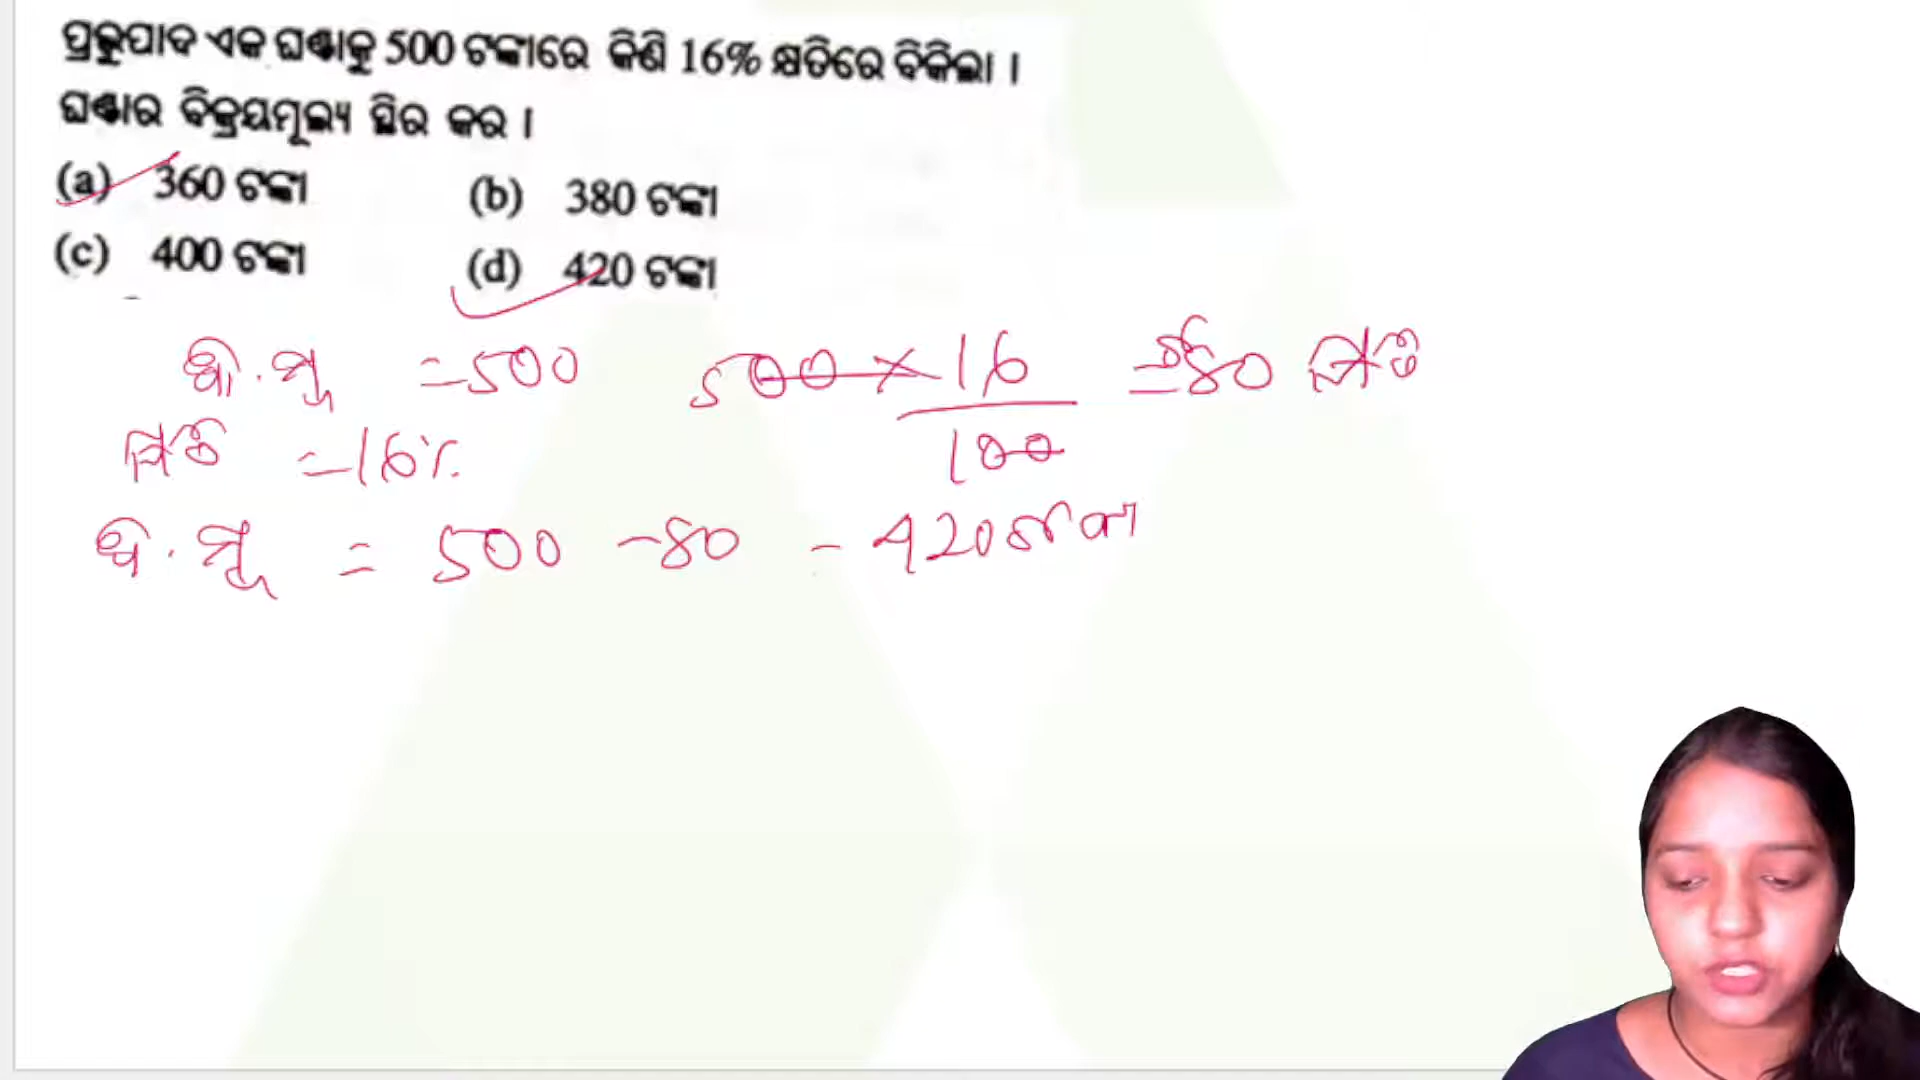 ପ୍ରଭୁପାଦ ଏକ ଘଣ୍ଟାକୁ 500 ଟଙ୍କାରେ କିଣି 16% କ୍ଷତିରେ ବିକିଲା ।
ଘଣ୍ଟାର ବିକ୍ରୟମୂଲ୍ୟ ସ୍ଥିର କର ।
(a) 360 ଟଙ୍କା (b) 380 ଟଙ୍କା
(c) 400 ଟଙ୍କା (d) 420 ଟଙ୍କା
କି. ମୂ = 500 500 × 16 = ଟ 80 କ୍ଷତି
100
କ୍ଷତି = 16%
ବି. ମୂ = 500 - 80 - 420 ଟଙ୍କା